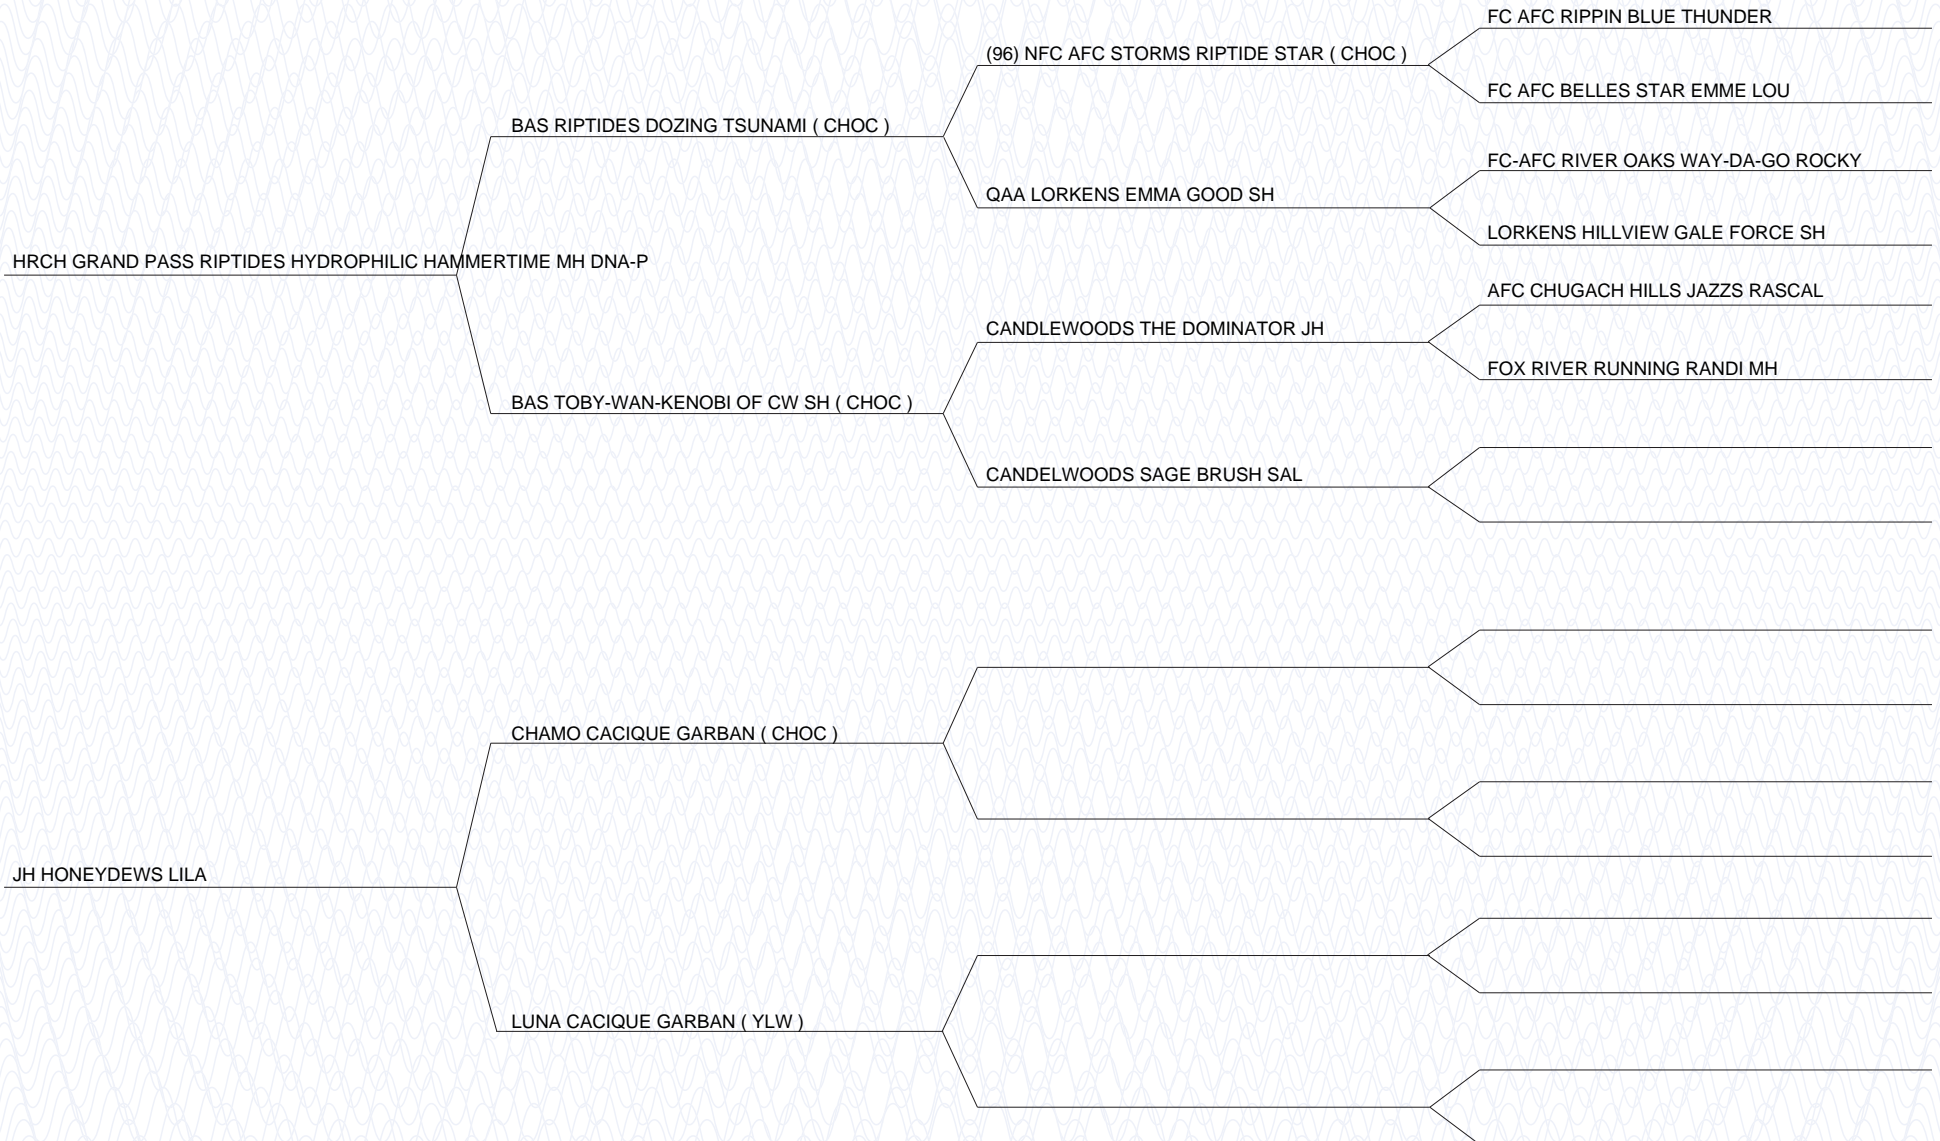 FC AFC RIPPIN BLUE THUNDER
(96) NFC AFC STORMS RIPTIDE STAR ( CHOC )
FC AFC BELLES STAR EMME LOU
BAS RIPTIDES DOZING TSUNAMI ( CHOC )
FC-AFC RIVER OAKS WAY-DA-GO ROCKY
QAA LORKENS EMMA GOOD SH
LORKENS HILLVIEW GALE FORCE SH
HRCH GRAND PASS RIPTIDES HYDROPHILIC HAMMERTIME MH DNA-P
AFC CHUGACH HILLS JAZZS RASCAL
CANDLEWOODS THE DOMINATOR JH
FOX RIVER RUNNING RANDI MH
BAS TOBY-WAN-KENOBI OF CW SH ( CHOC )
CANDELWOODS SAGE BRUSH SAL
CHAMO CACIQUE GARBAN ( CHOC )
JH HONEYDEWS LILA
LUNA CACIQUE GARBAN ( YLW )